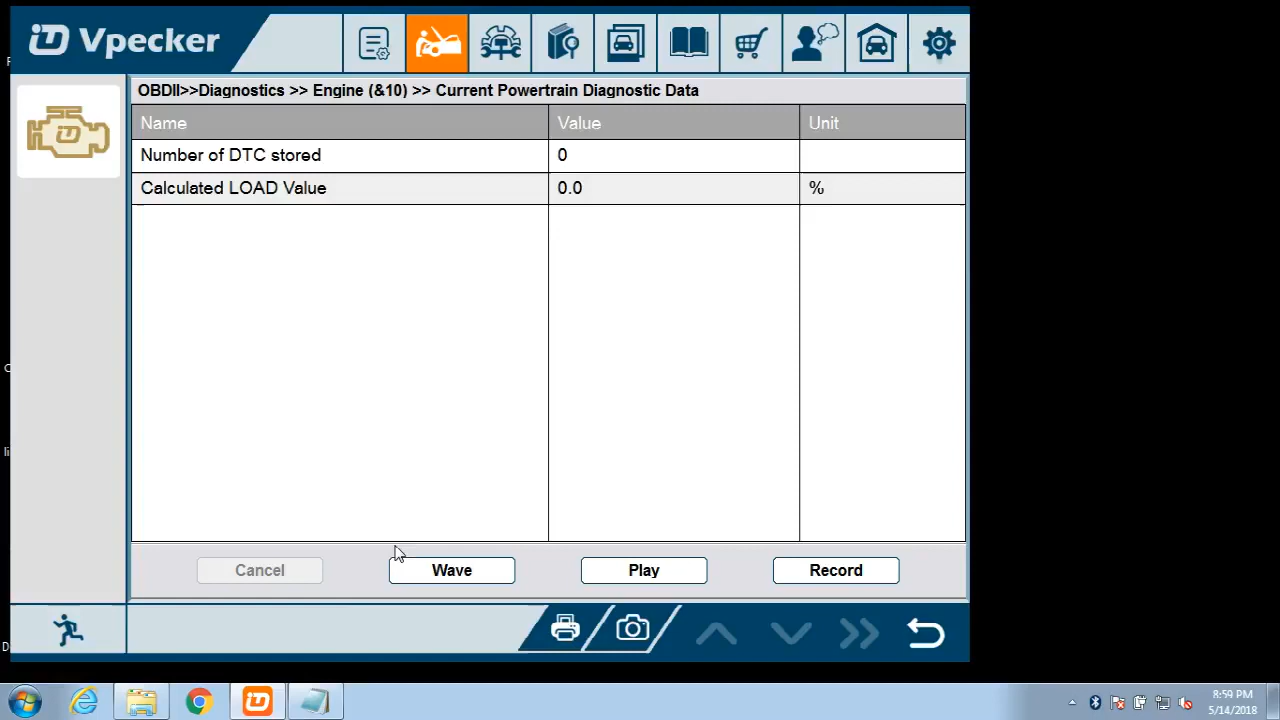 Vpecker
OBDII>>Diagnostics >> Engine (&10) >> Current Powertrain Diagnostic Data
Name Value Unit
Number of DTC stored 0
Calculated LOAD Value 0.0 %
Cancel Wave Play Record
8:59 PM
5/14/2018